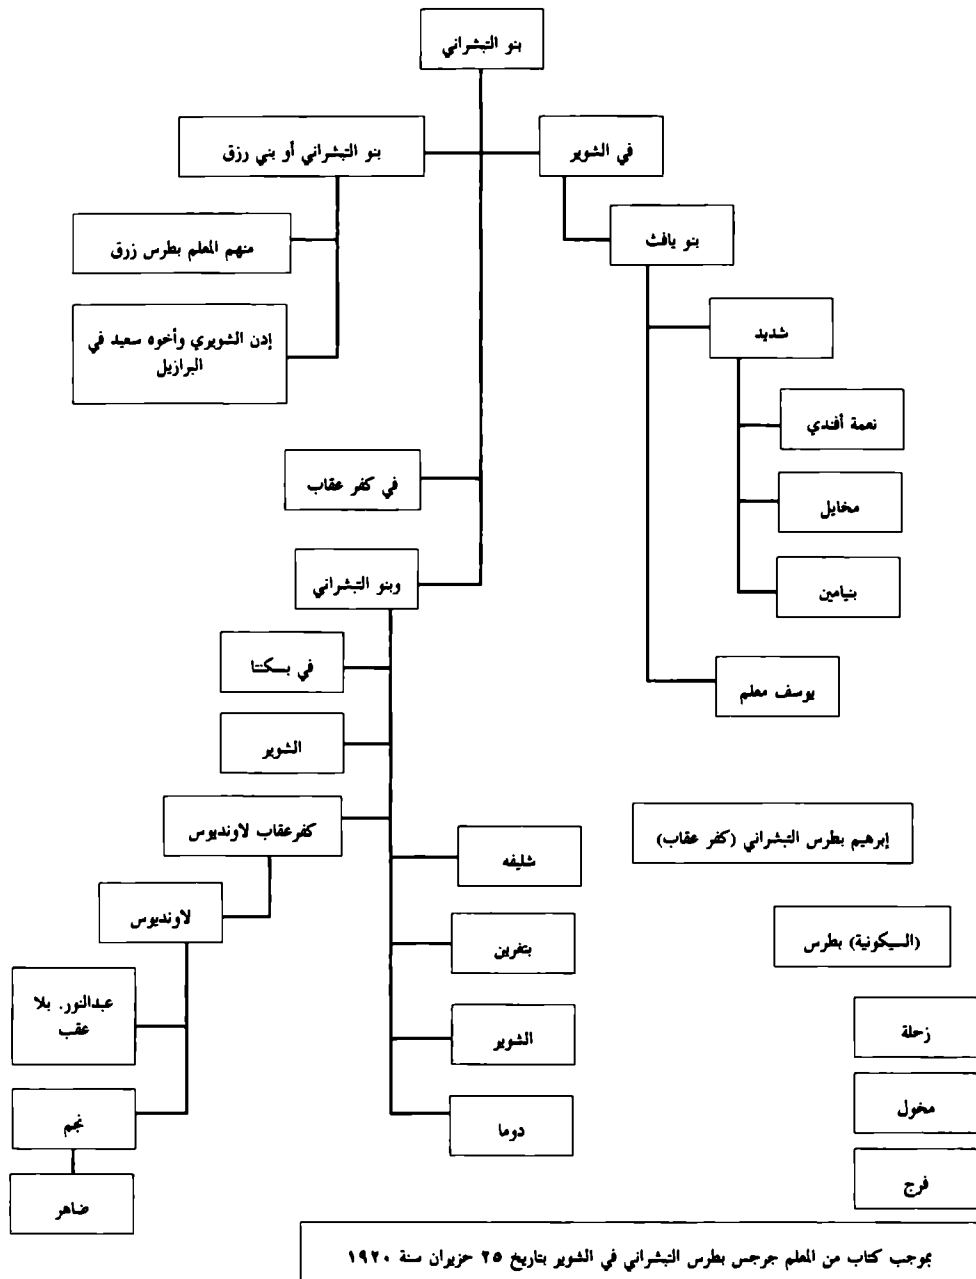 بنو التبشراني
في الشوير
بنو التبشراني أو بني رزق
بنو يافث
منهم المعلم بطرس زرق
شديد
إدن الشويري وأخوه سعيد في
البرازيل
نعمة أفندي
في كفر عقاب
مخايل
وبنو التبشراني
بنيامين
في بسكنتا
يوسف معلم
الشوير
كفرعقاب لاونديوس
إبرهيم بطرس التبشراني (كفر عقاب)
شليفه
لاونديوس
(السيكونية) بطرس
بتغرين
عبدالنور. بلا
عقب
زحلة
الشوير
مخول
نجم
دوما
فرج
ضاهر
بموجب كتاب من المعلم جرجس بطرس التبشراني في الشوير بتاريخ ٢٥ حزيران سنة ١٩٢٠